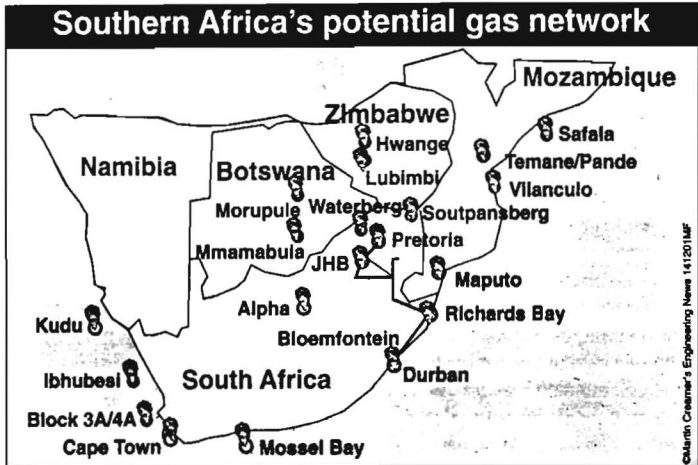 Southern Africa's potential gas network
Mozambique
Zimbabwe
Safala
Hwange
Namibia
Temane/Pande
Botswana
Lubimbi
Vilanculo
Morupule
Waterberg
Soutpansberg
Mmamabula
Pretoria
JHB
Maputo
Alpha
Richards Bay
Kudu
Bloemfontein
Ibhubesi
South Africa
Durban
Block 3A/4A
Cape Town
Mossel Bay
©Martin Creamer's Engineering News 141201MF